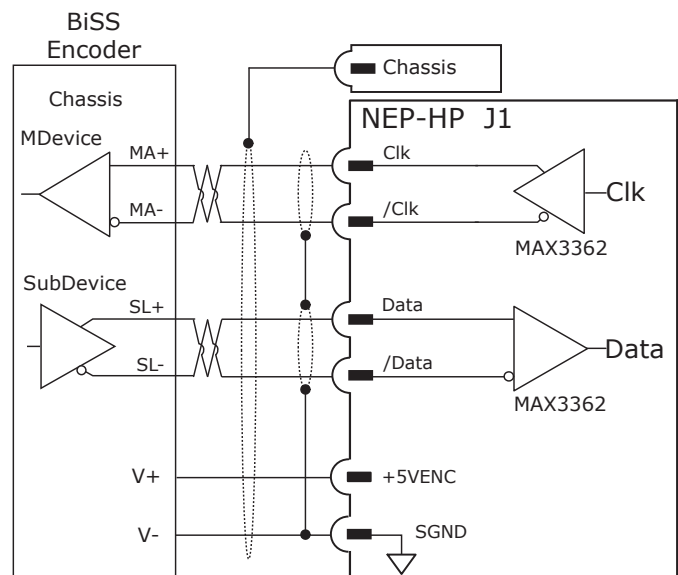 BiSS
Encoder
Chassis
Chassis
NEP-HP J1
MDevice
MA+
Clk
Clk
MA-
/Clk
MAX3362
SubDevice
SL+
Data
Data
SL-
/Data
MAX3362
V+
+5VENC
V-
SGND